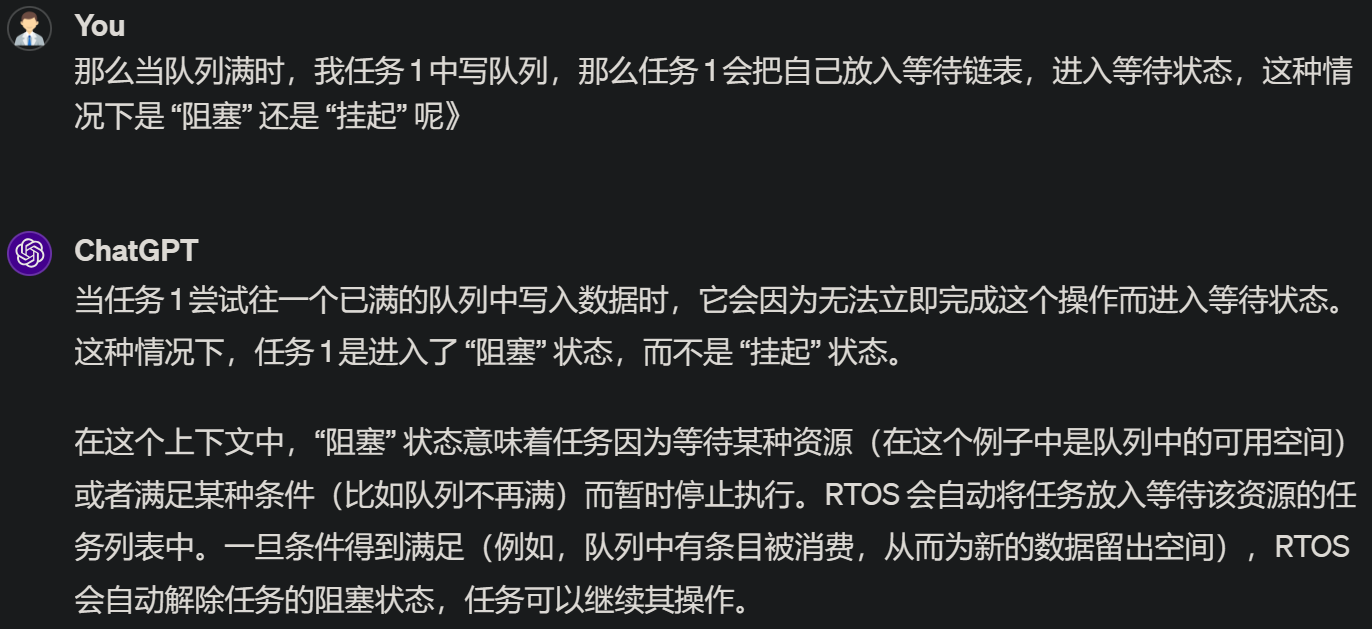 You
那么当队列满时，我任务1中写队列，那么任务1会把自己放入等待链表，进入等待状态，这种情
况下是 “阻塞” 还是 “挂起” 呢》
ChatGPT
当任务1尝试往一个已满的队列中写入数据时，它会因为无法立即完成这个操作而进入等待状态。
这种情况下，任务1是进入了 “阻塞” 状态，而不是 “挂起” 状态。
在这个上下文中，“阻塞” 状态意味着任务因为等待某种资源（在这个例子中是队列中的可用空间）
或者满足某种条件（比如队列不再满）而暂时停止执行。RTOS 会自动将任务放入等待该资源的任
务列表中。一旦条件得到满足（例如，队列中有条目被消费，从而为新的数据留出空间），RTOS
会自动解除任务的阻塞状态，任务可以继续其操作。